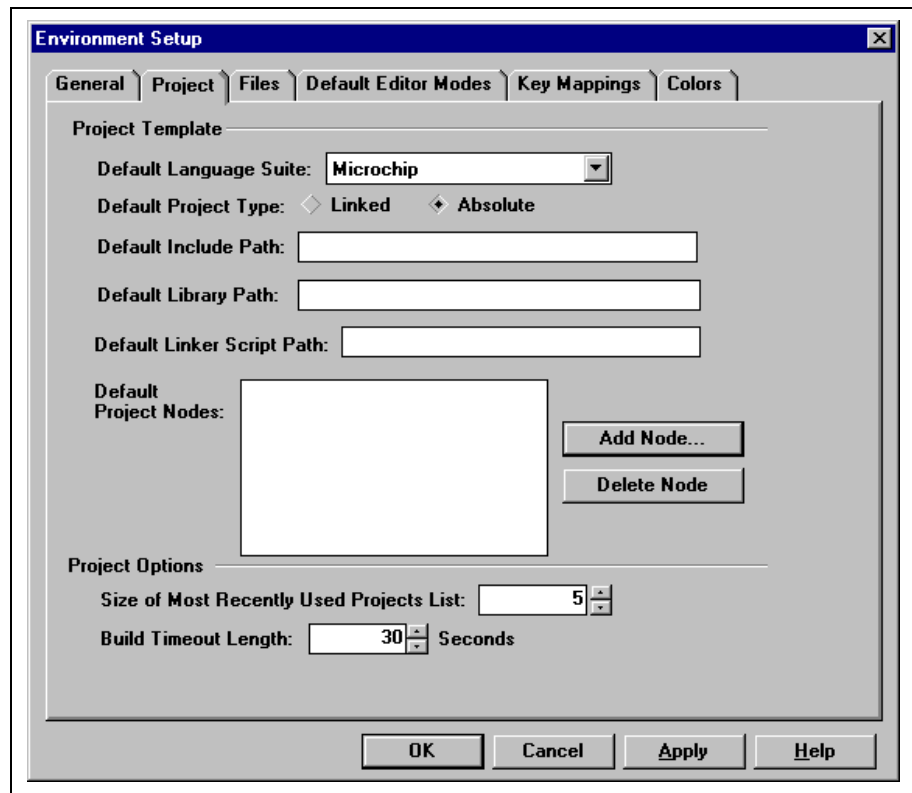 Environment Setup
General Project Files Default Editor Modes Key Mappings Colors
Project Template
Default Language Suite: Microchip
Default Project Type: Linked Absolute
Default Include Path:
Default Library Path:
Default Linker Script Path:
Default
Project Nodes:
Add Node...
Delete Node
Project Options
Size of Most Recently Used Projects List: 5
Build Timeout Length: 30 Seconds
OK Cancel Apply Help